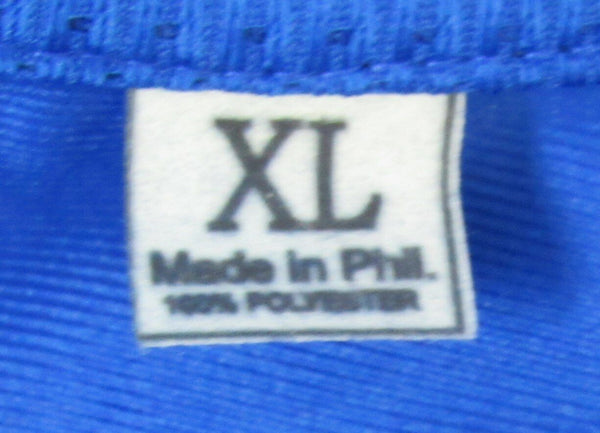 XL
Made in Phil.
100% POLYESTER